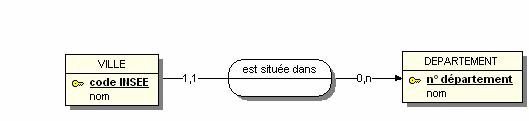 VILLE
code INSEE
nom
1,1
est située dans
0,n
DEPARTEMENT
n° département
nom